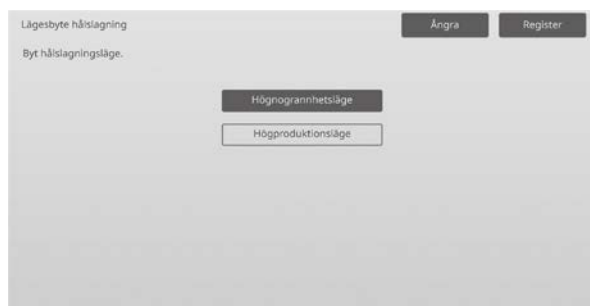 Lägesbyte hålslagning
Ångra
Register
Byt hålslagningsläge.
Högnogrannhetsläge
Högproduktionsläge